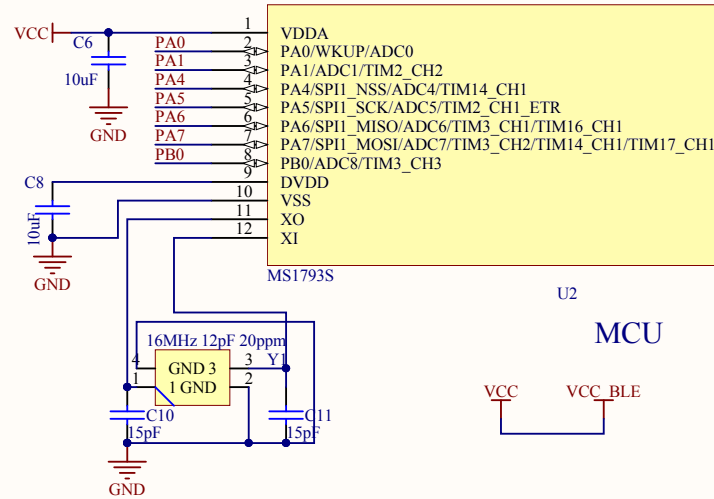 VCC
C6
10uF
GND
1 VDDA
PA0 2 PA0/WKUP/ADC0
PA1 3 PA1/ADC1/TIM2_CH2
PA4 4 PA4/SPI1_NSS/ADC4/TIM14_CH1
PA5 5 PA5/SPI1_SCK/ADC5/TIM2_CH1_ETR
PA6 6 PA6/SPI1_MISO/ADC6/TIM3_CH1/TIM16_CH1
PA7 7 PA7/SPI1_MOSI/ADC7/TIM3_CH2/TIM14_CH1/TIM17_CH1
PB0 8 PB0/ADC8/TIM3_CH3
9 DVDD
10 VSS
11 XO
12 XI
C8
10uF
GND
MS1793S
U2
MCU
16MHz 12pF 20ppm
Y1
4 GND 3 3
1 1 GND 2
C10
15pF
C11
15pF
GND
VCC
VCC_BLE